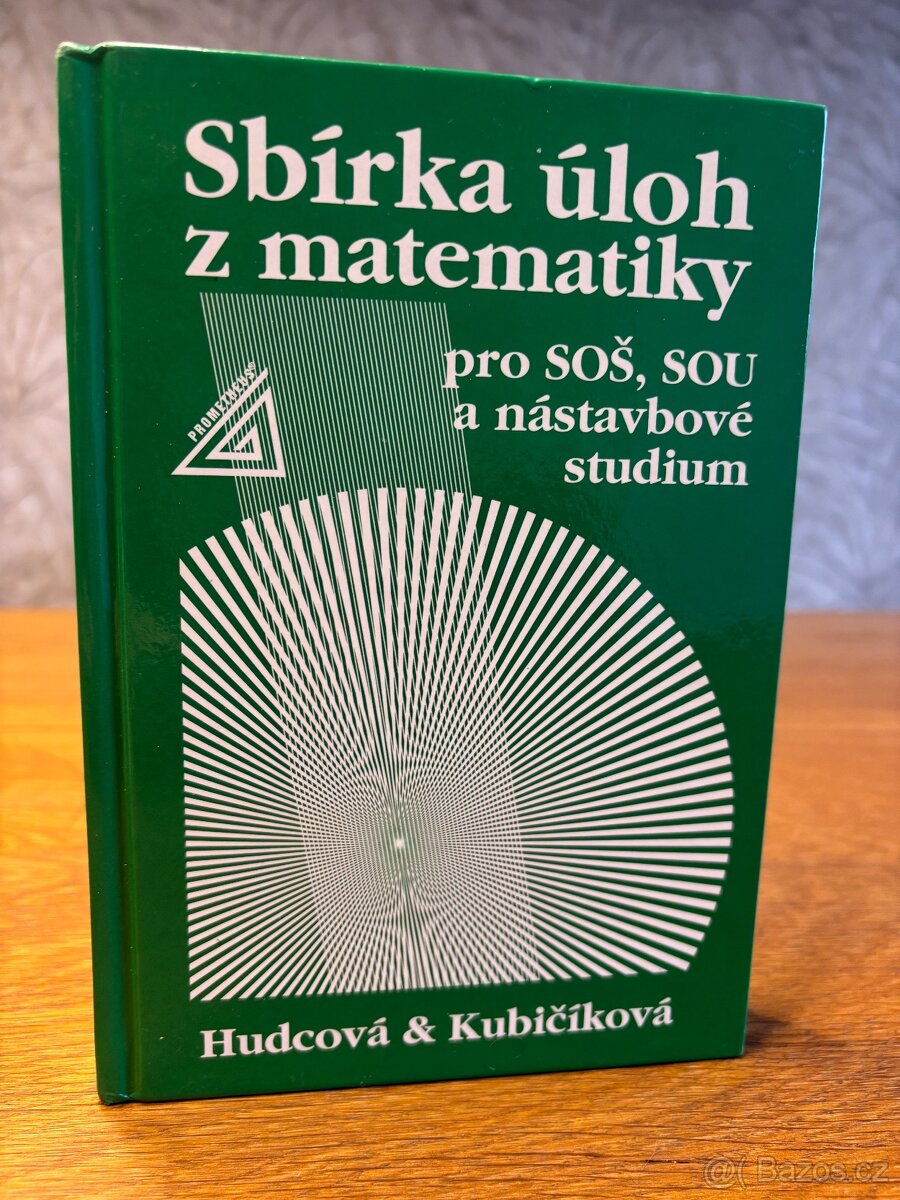 Sbírka úloh
z matematiky
pro SOŠ, SOU
a nástavbové
studium
PROMETHEUS
Hudcová & Kubičíková
@( Bazos.cz